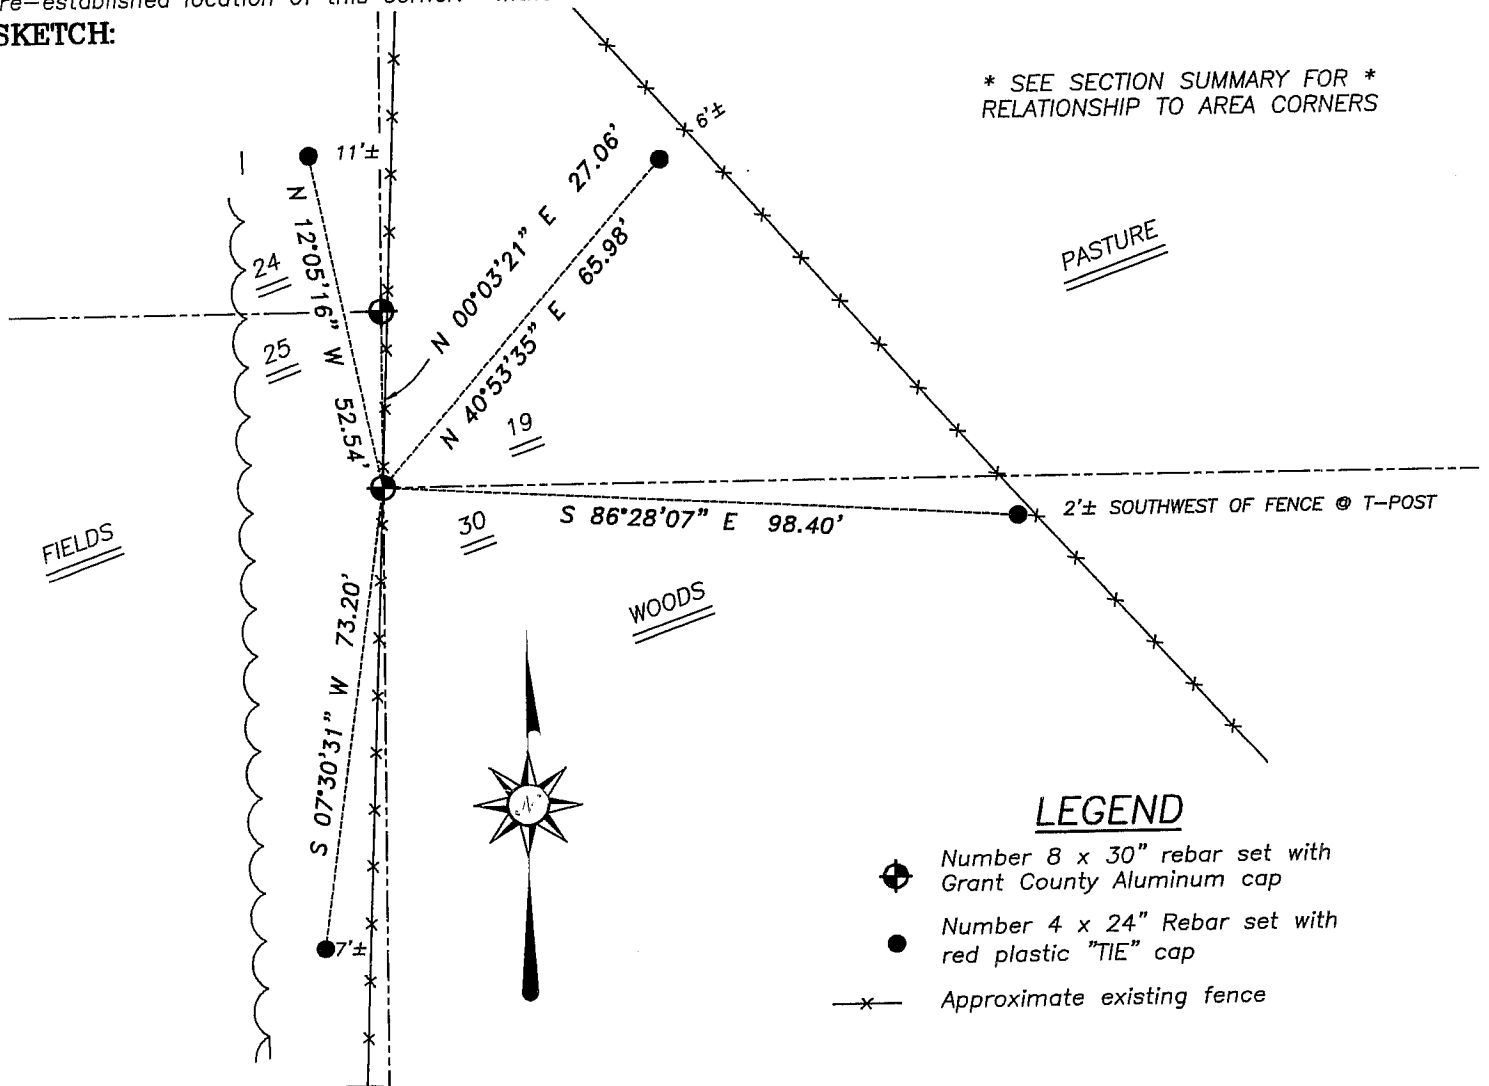 re-established location of this corner.
SKETCH:
* SEE SECTION SUMMARY FOR *
RELATIONSHIP TO AREA CORNERS
6'±
11'±
N 12°05'16" W 52.54'
N 00°03'21" E 27.06'
N 40°53'35" E 65.98'
PASTURE
24
25
19
30
S 86°28'07" E 98.40'
2'± SOUTHWEST OF FENCE @ T-POST
FIELDS
WOODS
S 07°30'31" W 73.20'
7'±
N
LEGEND
Number 8 x 30" rebar set with
Grant County Aluminum cap
Number 4 x 24" Rebar set with
red plastic "TIE" cap
Approximate existing fence